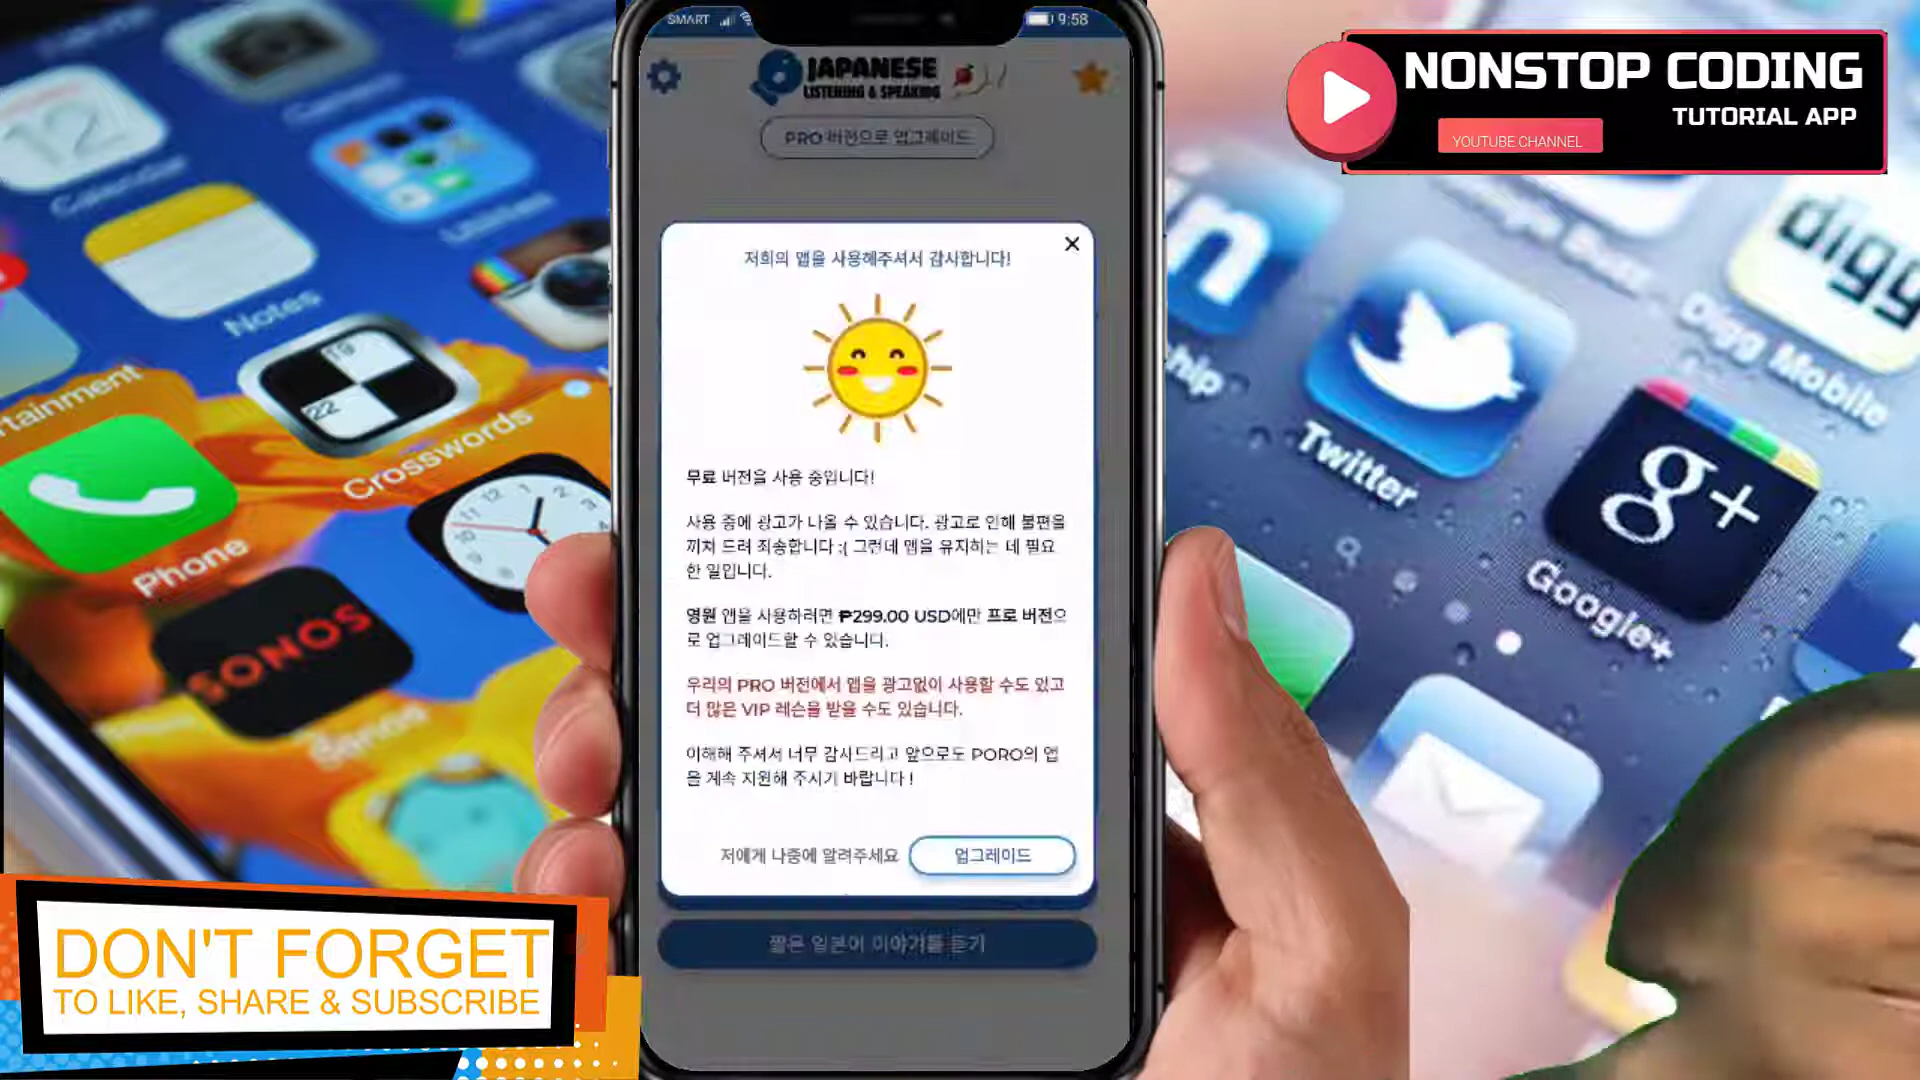 SMART
9:58
JAPANESE
LISTENING & SPEAKING
PRO 버전으로 업그레이드
저희의 앱을 사용해주셔서 감사합니다!
무료 버전을 사용 중입니다!
사용 중에 광고가 나올 수 있습니다. 광고로 인해 불편을
끼쳐 드려 죄송합니다 :( 그런데 앱을 유지하는 데 필요
한 일입니다.
영원 앱을 사용하려면 ₱299.00 USD에만 프로 버전으
로 업그레이드할 수 있습니다.
우리의 PRO 버전에서 앱을 광고없이 사용할 수도 있고
더 많은 VIP 레슨을 받을 수도 있습니다.
이해해 주셔서 너무 감사드리고 앞으로도 PORO의 앱
을 계속 지원해 주시기 바랍니다 !
저에게 나중에 알려주세요
업그레이드
짧은 일본어 이야기를 듣기
NONSTOP CODING
TUTORIAL APP
YOUTUBE CHANNEL
DON'T FORGET
TO LIKE, SHARE & SUBSCRIBE
12
Calendar
Camera
Utilities
Notes
19
22
Crosswords
rtainment
Phone
SONOS
Sonos
12
11
10
n
hip
Twitter
digg
Digg Mobile
g+
Google+